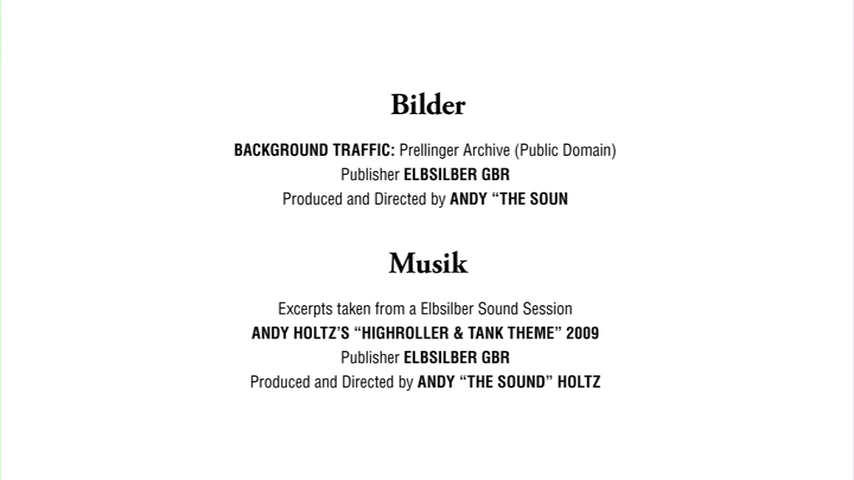 Bilder
BACKGROUND TRAFFIC: Prellinger Archive (Public Domain)
Publisher ELBSILBER GBR
Produced and Directed by ANDY “THE SOUN
Musik
Excerpts taken from a Elbsilber Sound Session
ANDY HOLTZ’S “HIGHROLLER & TANK THEME” 2009
Publisher ELBSILBER GBR
Produced and Directed by ANDY “THE SOUND” HOLTZ